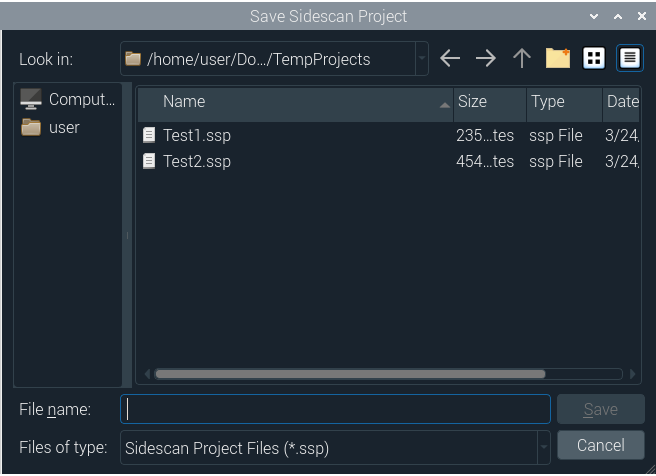 Save Sidescan Project
Look in: /home/user/Do.../TempProjects
Comput...
user
Name Size Type Date
Test1.ssp 235...tes ssp File 3/24,
Test2.ssp 454...tes ssp File 3/24,
File name: Save
Files of type: Sidescan Project Files (*.ssp) Cancel